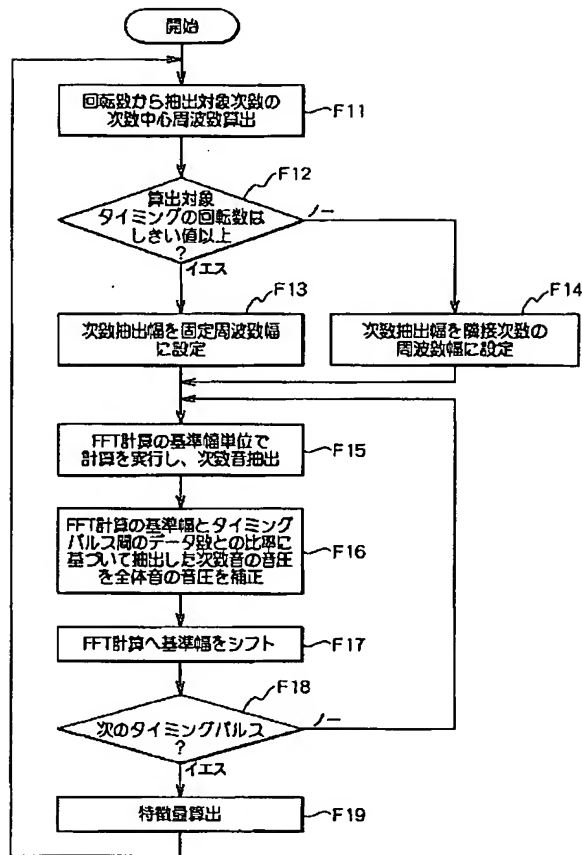 開始
回転数から抽出対象次数の
次数中心周波数算出
F11
F12
算出対象
タイミングの回転数は
しきい値以上
?
ノー
イエス
F13
次数抽出幅を固定周波数幅
に設定
F14
次数抽出幅を隣接次数の
周波数幅に設定
FFT計算の基準幅単位で
計算を実行し、次数音抽出
F15
FFT計算の基準幅とタイミング
パルス間のデータ数との比率に
基づいて抽出した次数音の音圧
を全体音の音圧を補正
F16
FFT計算へ基準幅をシフト
F17
F18
次のタイミングパルス
?
ノー
イエス
特徴量算出
F19